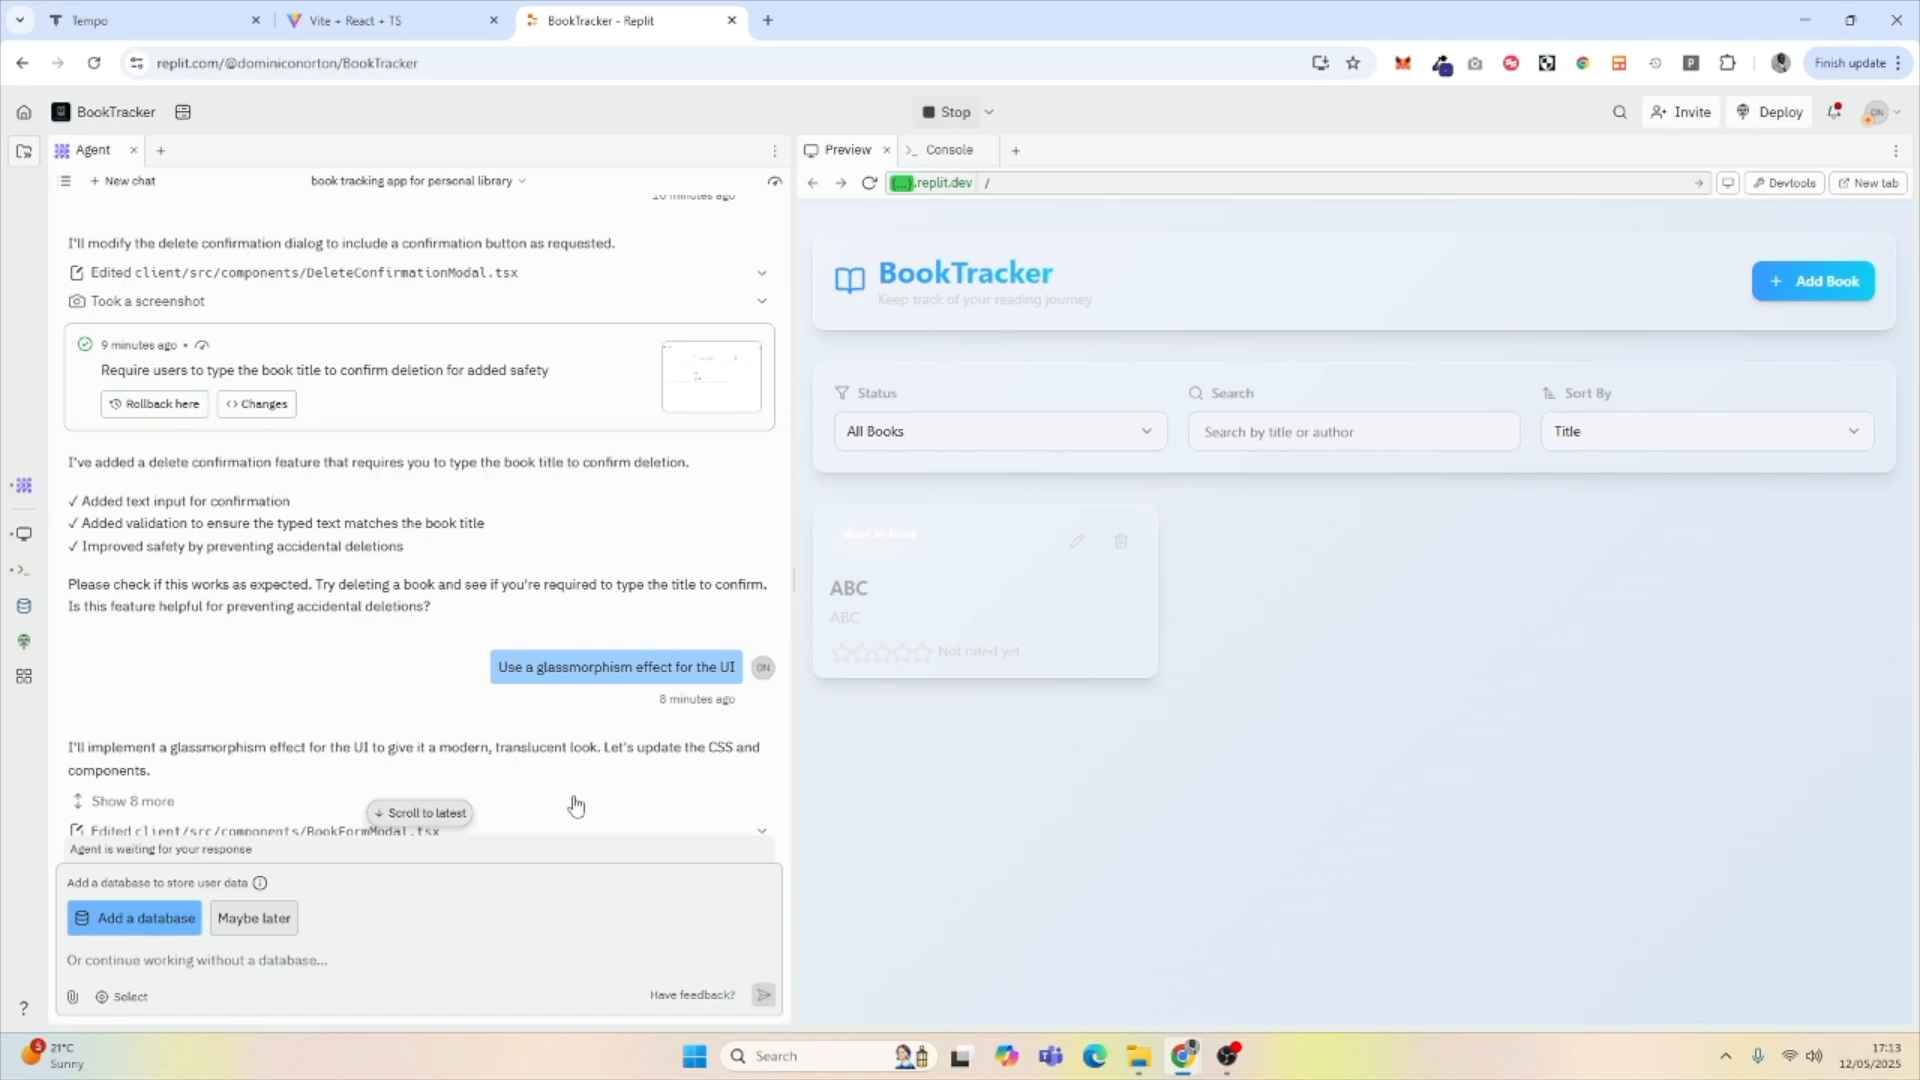 Tempo
Vite + React + TS
BookTracker - Replit
replit.com/@dominiconorton/BookTracker
Finish update
BookTracker
Stop
Invite
Deploy
ON
Agent
New chat
book tracking app for personal library
10 minutes ago
I'll modify the delete confirmation dialog to include a confirmation button as requested.
Edited client/src/components/DeleteConfirmationModal.tsx
Took a screenshot
9 minutes ago •
Require users to type the book title to confirm deletion for added safety
Rollback here
Changes
I've added a delete confirmation feature that requires you to type the book title to confirm deletion.
✓ Added text input for confirmation
✓ Added validation to ensure the typed text matches the book title
✓ Improved safety by preventing accidental deletions
Please check if this works as expected. Try deleting a book and see if you're required to type the title to confirm.
Is this feature helpful for preventing accidental deletions?
Use a glassmorphism effect for the UI
DN
8 minutes ago
I'll implement a glassmorphism effect for the UI to give it a modern, translucent look. Let's update the CSS and
components.
Show 8 more
Scroll to latest
Edited client/src/components/BookFormModal.tsx
Agent is waiting for your response
Add a database to store user data
Add a database
Maybe later
Or continue working without a database...
Select
Have feedback?
Preview
Console
{...}.replit.dev /
Devtools
New tab
BookTracker
Keep track of your reading journey
+ Add Book
Status
All Books
Search
Search by title or author
Sort By
Title
Want to Read
ABC
ABC
Not rated yet
5
21°C
Sunny
Search
17:13
12/05/2025